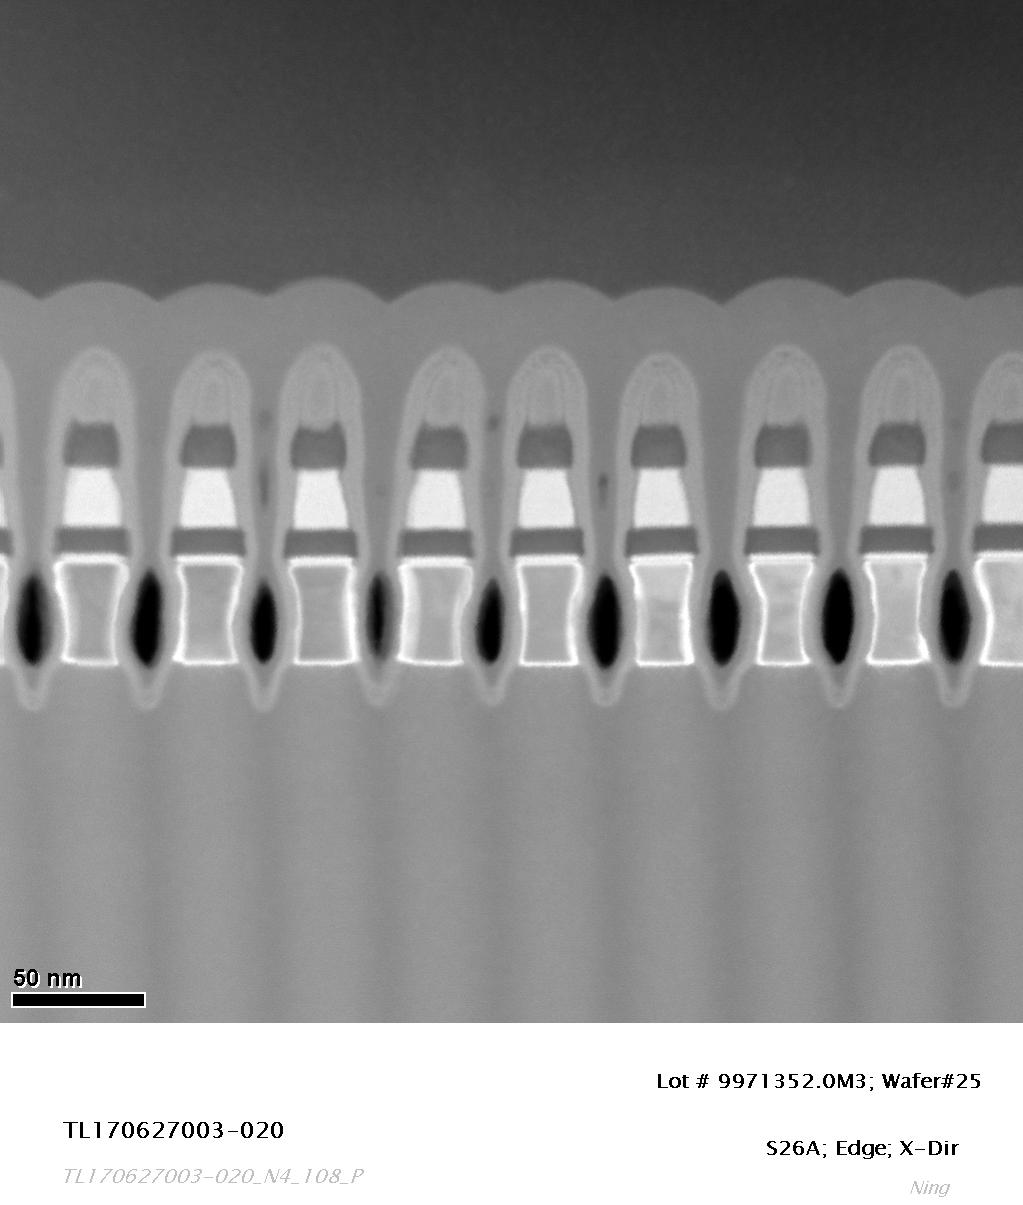 50 nm
Lot # 9971352.0M3; Wafer#25
TL170627003-020
S26A; Edge; X-Dir
TL170627003-020_N4_108_P
Ning